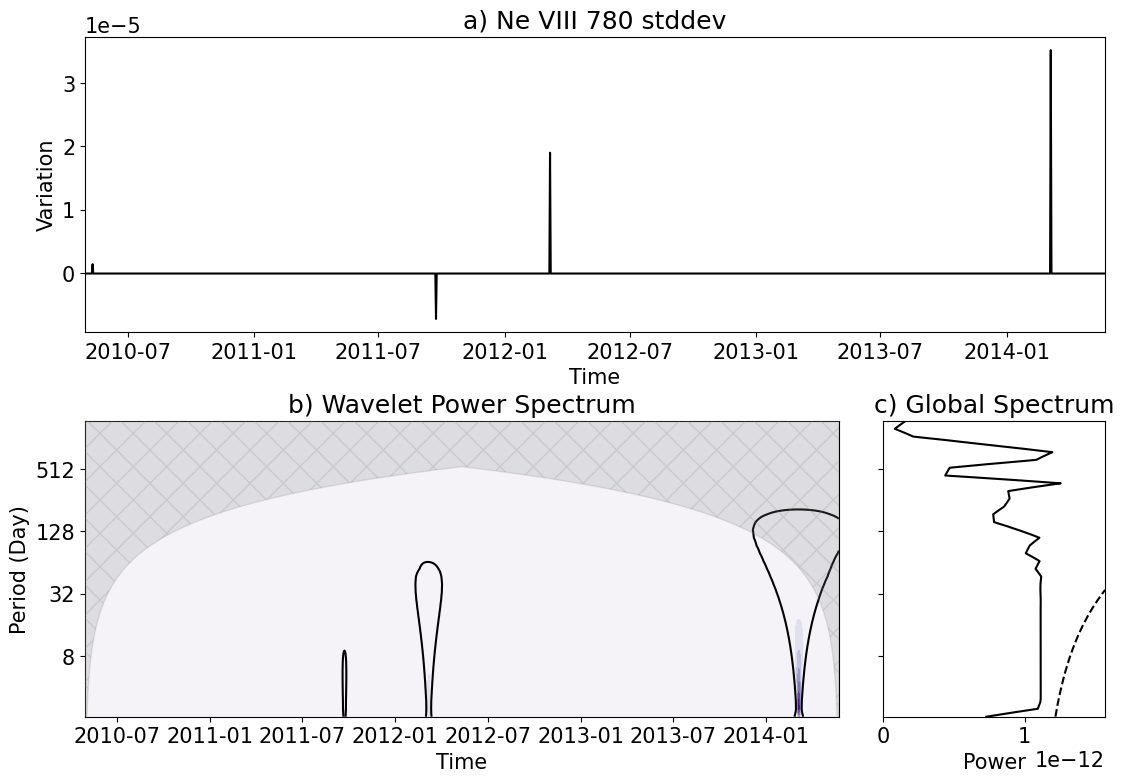 a) Ne VIII 780 stddev
1e−5
3
2
1
0
Variation
2010-07 2011-01 2011-07 2012-01 2012-07 2013-01 2013-07 2014-01
Time
b) Wavelet Power Spectrum
512
128
32
8
Period (Day)
2010-07 2011-01 2011-07 2012-01 2012-07 2013-01 2013-07 2014-01
Time
c) Global Spectrum
0 1
Power 1e−12